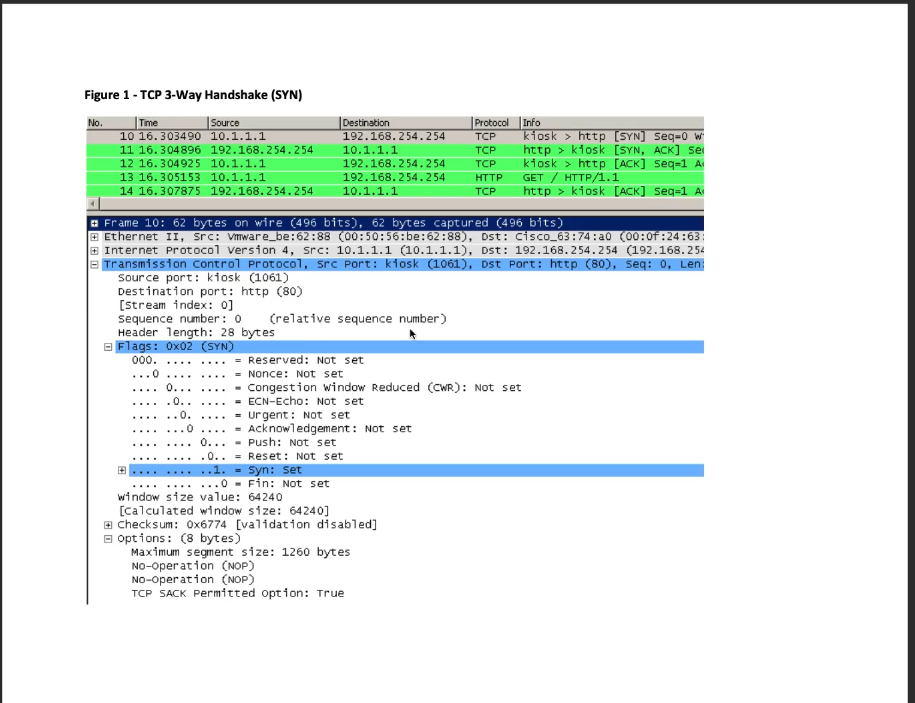 Figure 1 - TCP 3-Way Handshake (SYN)
No. Time Source Destination Protocol Info
10 16.303490 10.1.1.1 192.168.254.254 TCP kiosk > http [SYN] Seq=0
11 16.304896 192.168.254.254 10.1.1.1 TCP http > kiosk [SYN, ACK]
12 16.304925 10.1.1.1 192.168.254.254 TCP kiosk > http [ACK] Seq=1
13 16.305153 10.1.1.1 192.168.254.254 HTTP GET / HTTP/1.1
14 16.307875 192.168.254.254 10.1.1.1 TCP http > kiosk [ACK] Seq=1
Frame 10: 62 bytes on wire (496 bits), 62 bytes captured (496 bits)
Ethernet II, Src: Vmware_be:62:88 (00:50:56:be:62:88), Dst: Cisco_63:74:a0 (00:0f:24:63:
Internet Protocol Version 4, Src: 10.1.1.1 (10.1.1.1), Dst: 192.168.254.254 (192.168.254
Transmission Control Protocol, Src Port: kiosk (1061), Dst Port: http (80), Seq: 0, Len:
Source port: kiosk (1061)
Destination port: http (80)
[Stream index: 0]
Sequence number: 0 (relative sequence number)
Header length: 28 bytes
Flags: 0x02 (SYN)
000. .... .... = Reserved: Not set
...0 .... .... = Nonce: Not set
.... 0... .... = Congestion Window Reduced (CWR): Not set
.... .0.. .... = ECN-Echo: Not set
.... ..0. .... = Urgent: Not set
.... ...0 .... = Acknowledgement: Not set
.... .... 0... = Push: Not set
.... .... .0.. = Reset: Not set
.... .... ..1. = Syn: Set
.... .... ...0 = Fin: Not set
Window size value: 64240
[Calculated window size: 64240]
Checksum: 0x6774 [validation disabled]
Options: (8 bytes)
Maximum segment size: 1260 bytes
No-Operation (NOP)
No-Operation (NOP)
TCP SACK Permitted Option: True